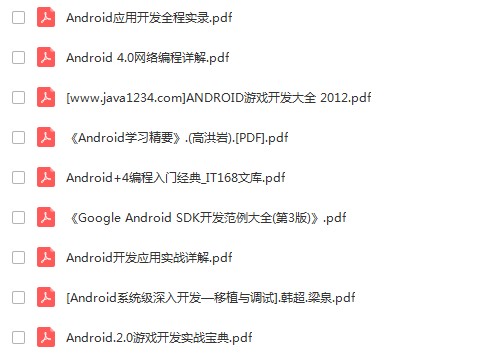 Android应用开发全程实录.pdf
Android 4.0网络编程详解.pdf
[www.java1234.com]ANDROID游戏开发大全 2012.pdf
《Android学习精要》.(高洪岩).[PDF].pdf
Android+4编程入门经典_IT168文库.pdf
《Google Android SDK开发范例大全(第3版)》.pdf
Android开发应用实战详解.pdf
[Android系统级深入开发—移植与调试].韩超.梁泉.pdf
Android.2.0游戏开发实战宝典.pdf